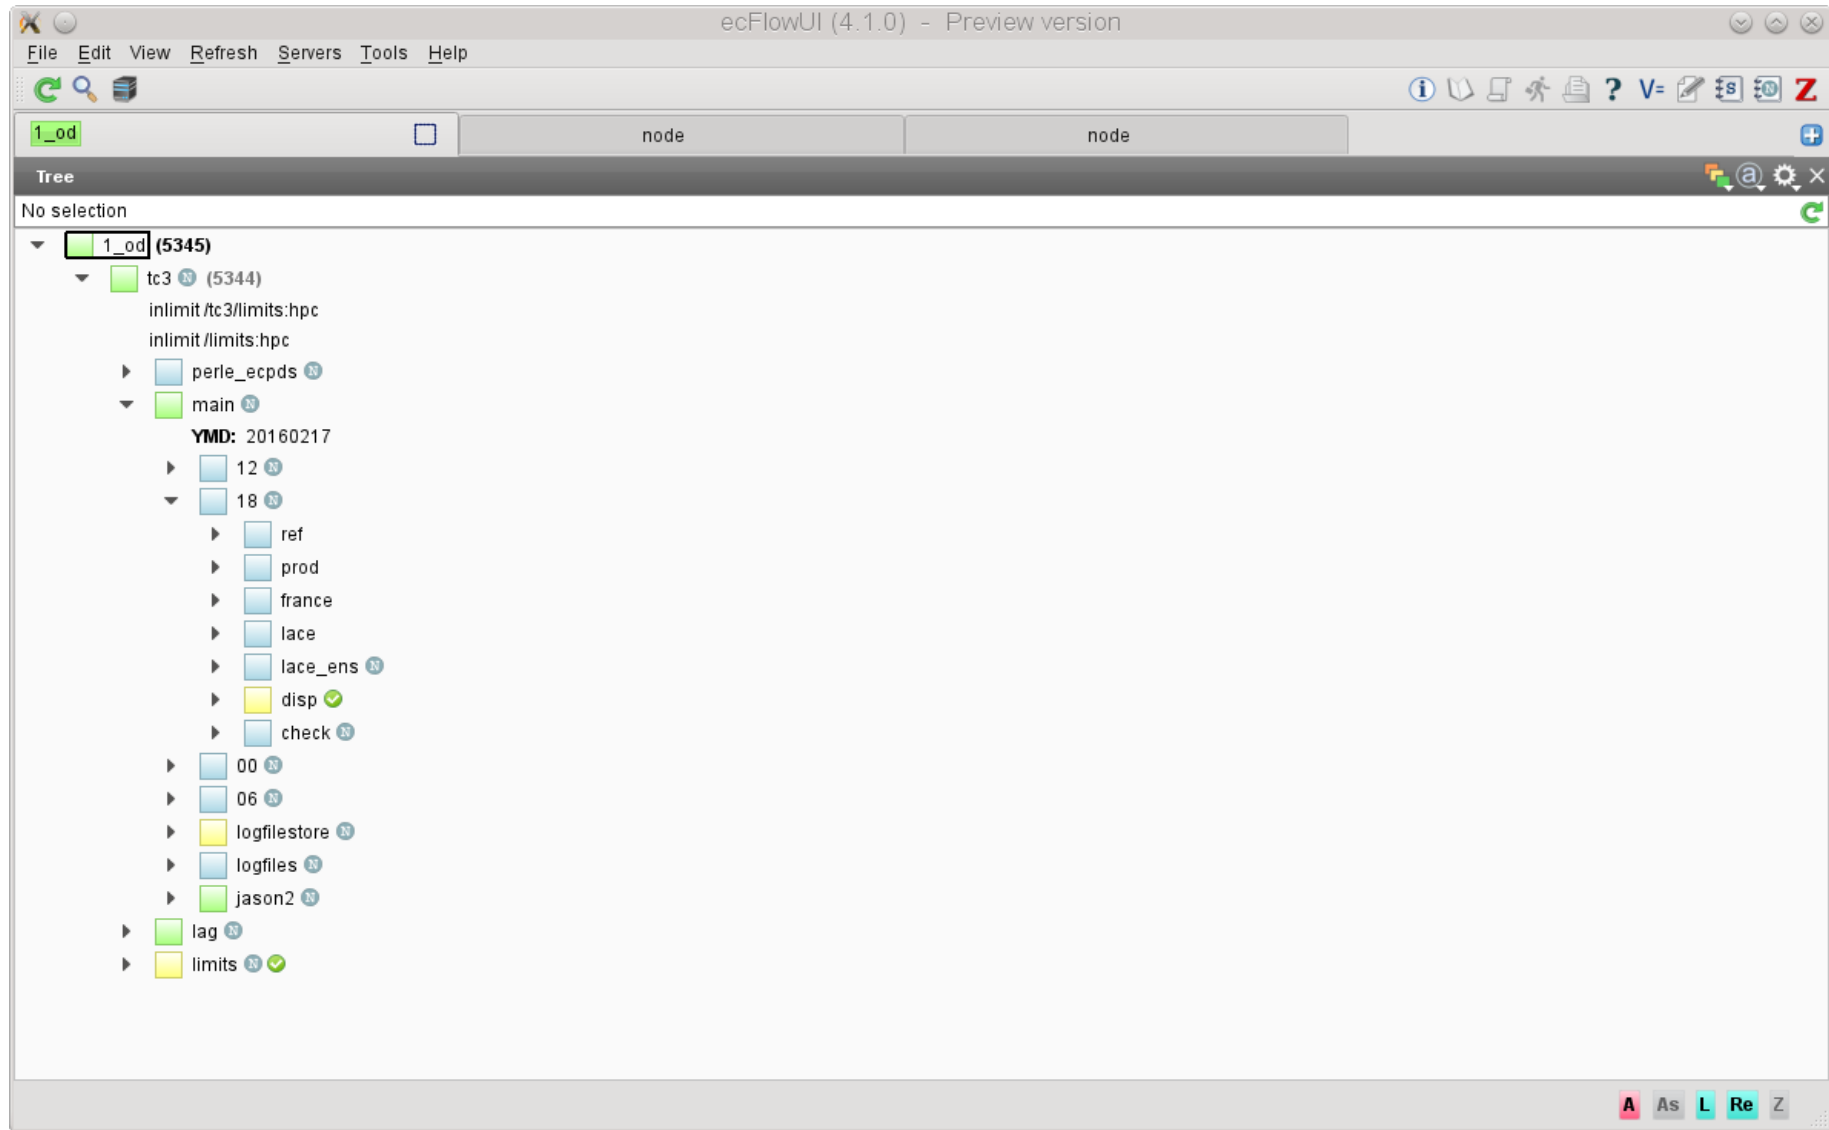 ecFlowUI (4.1.0) - Preview version
File Edit View Refresh Servers Tools Help
i ? V= S N Z
1_od node node
Tree a
No selection
1_od (5345)
tc3 N (5344)
inlimit /tc3/limits:hpc
inlimit /limits:hpc
perle_ecpds N
main N
YMD: 20160217
12 N
18 N
ref
prod
france
lace
lace_ens N
disp
check N
00 N
06 N
logfilestore N
logfiles N
jason2 N
lag N
limits N
A As L Re Z